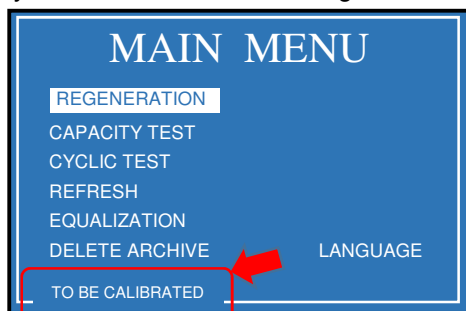 MAIN MENU
REGENERATION
CAPACITY TEST
CYCLIC TEST
REFRESH
EQUALIZATION
DELETE ARCHIVE LANGUAGE
TO BE CALIBRATED